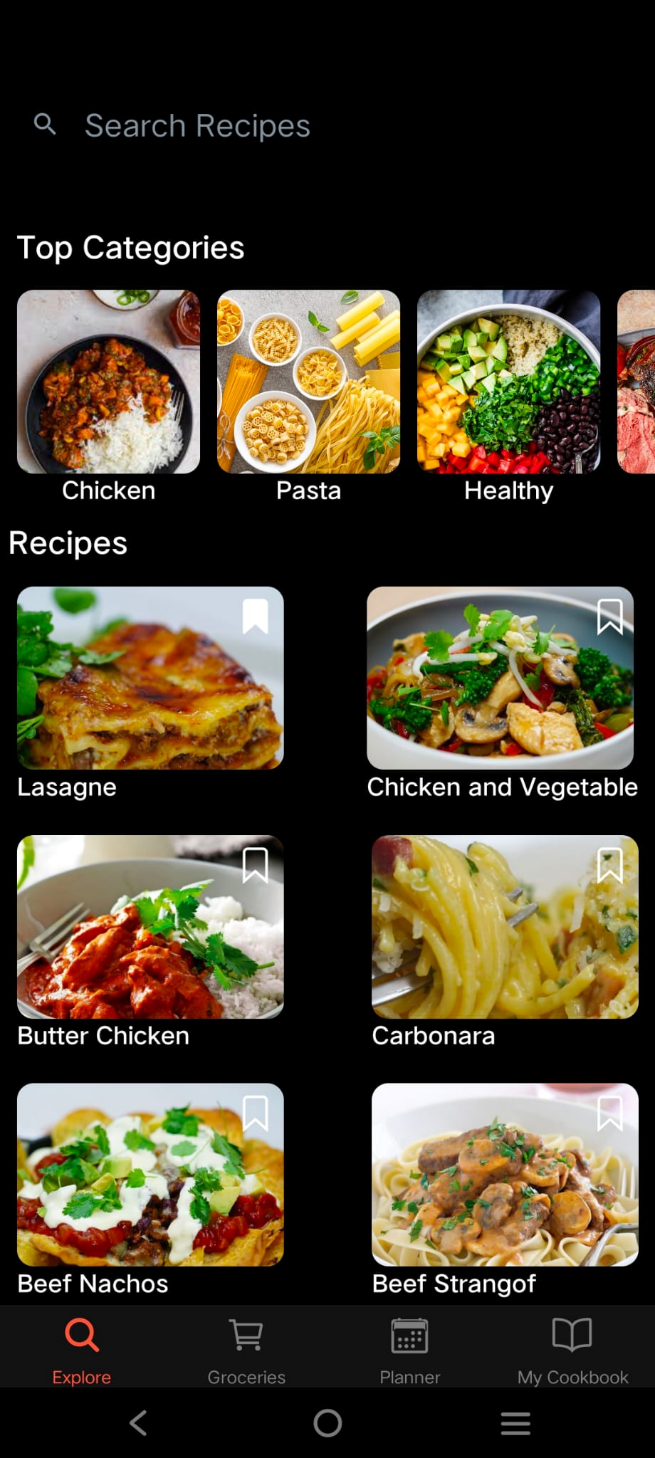 Search Recipes
Top Categories
Chicken
Pasta
Healthy
Recipes
Lasagne
Chicken and Vegetable
Butter Chicken
Carbonara
Beef Nachos
Beef Strangof
Explore
Groceries
Planner
My Cookbook